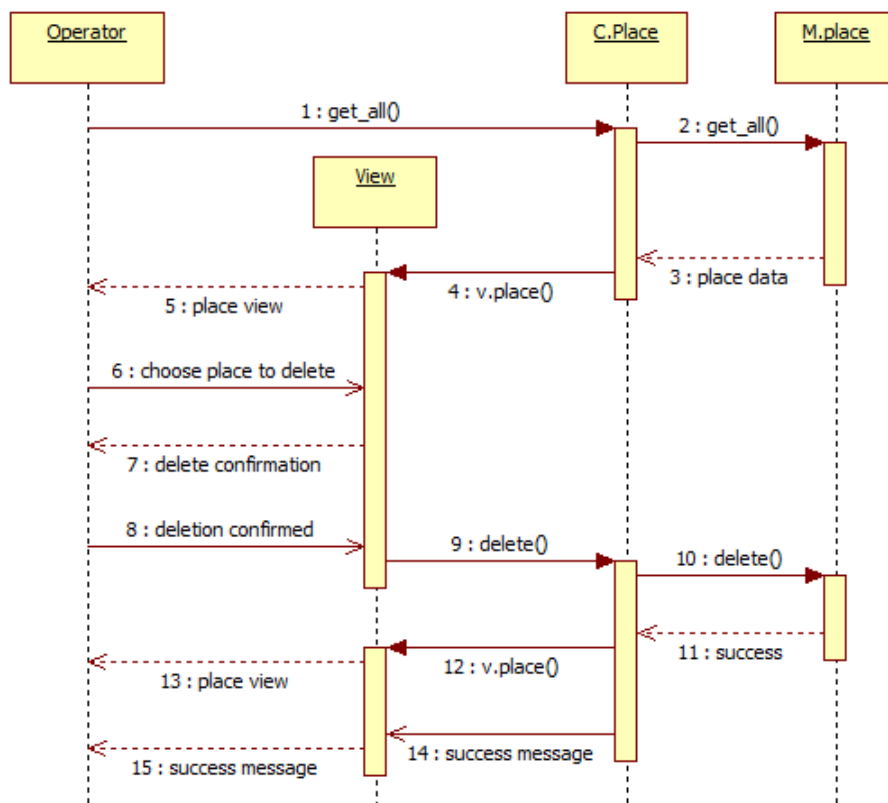 Operator
C.Place
M.place
1 : get_all()
2 : get_all()
View
3 : place data
4 : v.place()
5 : place view
6 : choose place to delete
7 : delete confirmation
8 : deletion confirmed
9 : delete()
10 : delete()
11 : success
12 : v.place()
13 : place view
14 : success message
15 : success message